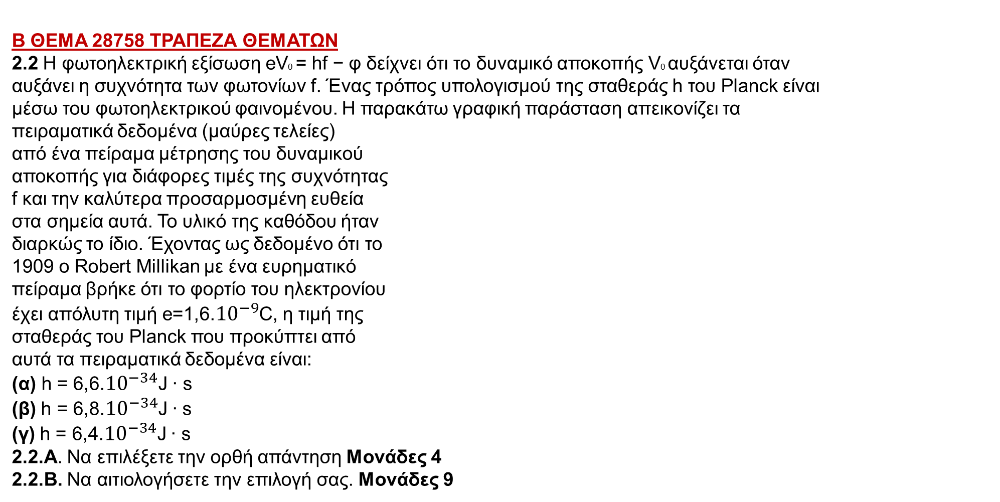 Β ΘΕΜΑ 28758 ΤΡΑΠΕΖΑ ΘΕΜΑΤΩΝ
2.2 Η φωτοηλεκτρική εξίσωση eV₀ = hf − φ δείχνει ότι το δυναμικό αποκοπής V₀ αυξάνεται όταν
αυξάνει η συχνότητα των φωτονίων f. Ένας τρόπος υπολογισμού της σταθεράς h του Planck είναι
μέσω του φωτοηλεκτρικού φαινομένου. Η παρακάτω γραφική παράσταση απεικονίζει τα
πειραματικά δεδομένα (μαύρες τελείες)
από ένα πείραμα μέτρησης του δυναμικού
αποκοπής για διάφορες τιμές της συχνότητας
f και την καλύτερα προσαρμοσμένη ευθεία
στα σημεία αυτά. Το υλικό της καθόδου ήταν
διαρκώς το ίδιο. Έχοντας ως δεδομένο ότι το
1909 ο Robert Millikan με ένα ευρηματικό
πείραμα βρήκε ότι το φορτίο του ηλεκτρονίου
έχει απόλυτη τιμή e=1,6.10⁻⁹C, η τιμή της
σταθεράς του Planck που προκύπτει από
αυτά τα πειραματικά δεδομένα είναι:
(α) h = 6,6.10⁻³⁴J · s
(β) h = 6,8.10⁻³⁴J · s
(γ) h = 6,4.10⁻³⁴J · s
2.2.Α. Να επιλέξετε την ορθή απάντηση Μονάδες 4
2.2.Β. Να αιτιολογήσετε την επιλογή σας. Μονάδες 9